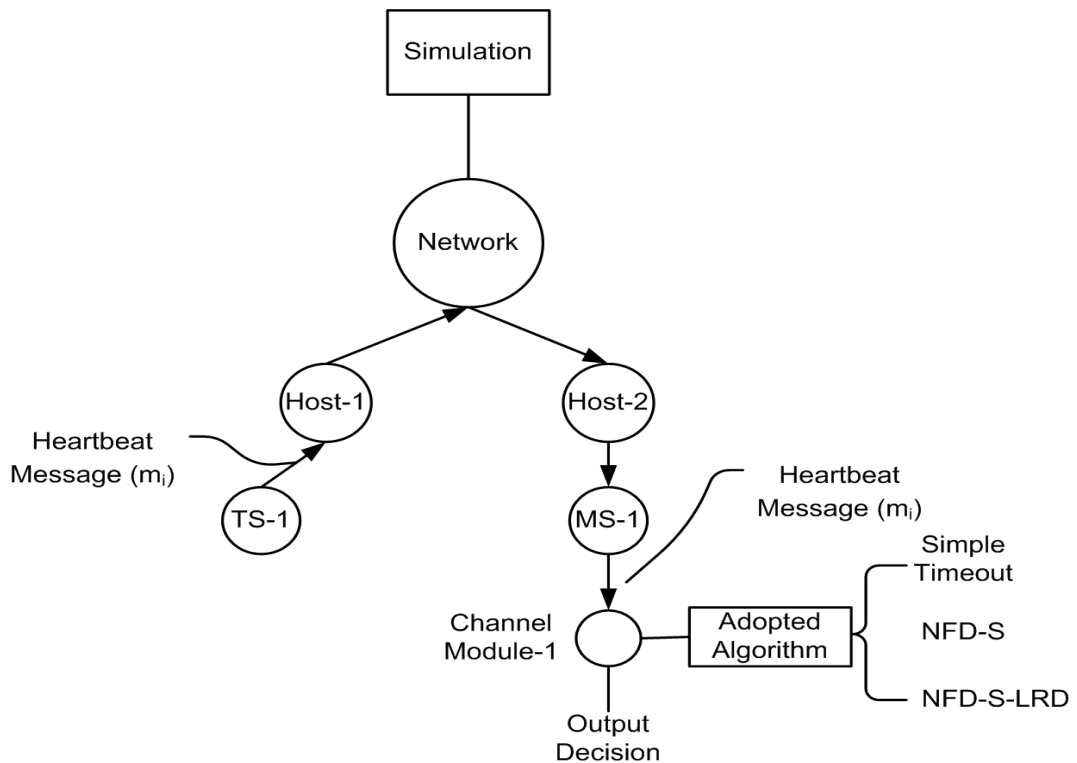 Simulation
Network
Host-1
Host-2
Heartbeat
Message (mᵢ)
TS-1
MS-1
Heartbeat
Message (mᵢ)
Channel
Module-1
Adopted
Algorithm
Simple
Timeout
NFD-S
NFD-S-LRD
Output
Decision